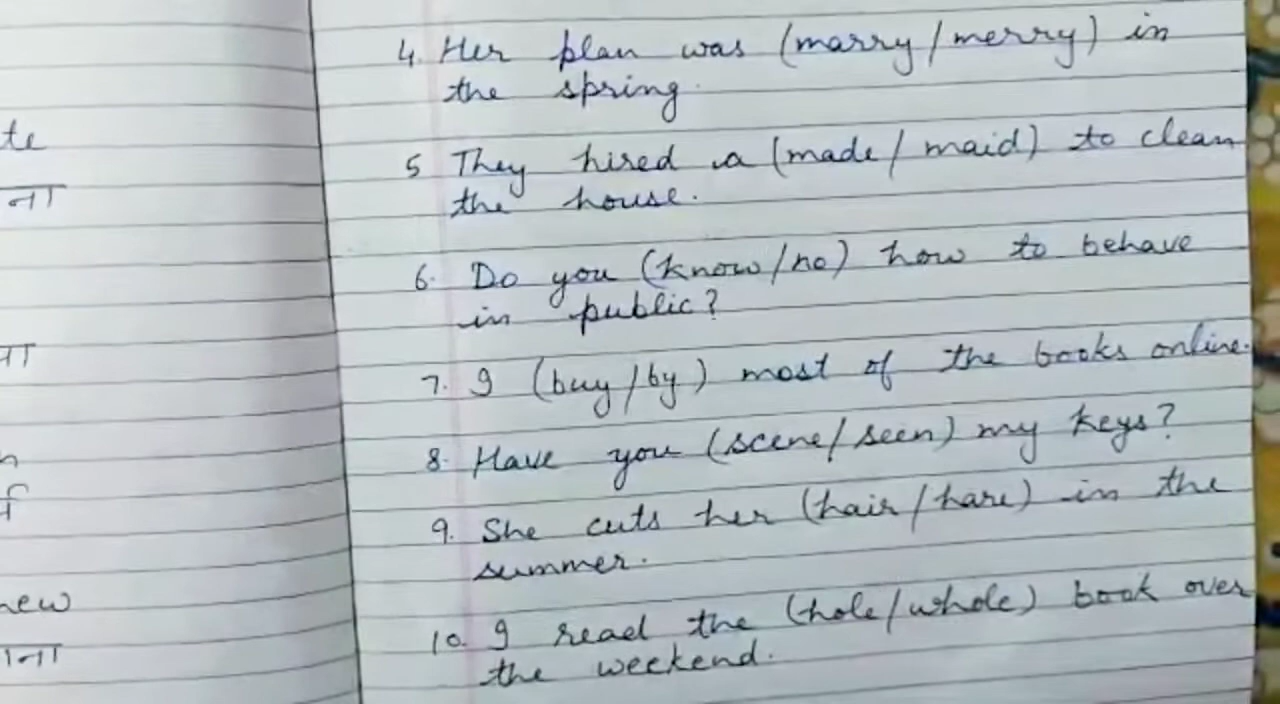 te
ना
ना
n
new
ाना
4. Her plan was (marry/merry) in
the spring.
5 They hired a (made/maid) to clean
the house.
6. Do you (know/no) how to behave
in public?
7. I (buy/by) most of the books online.
8. Have you (scene/seen) my keys?
9. She cuts her (hair/hare) in the
summer.
10. I read the (hole/whole) book over
the weekend.